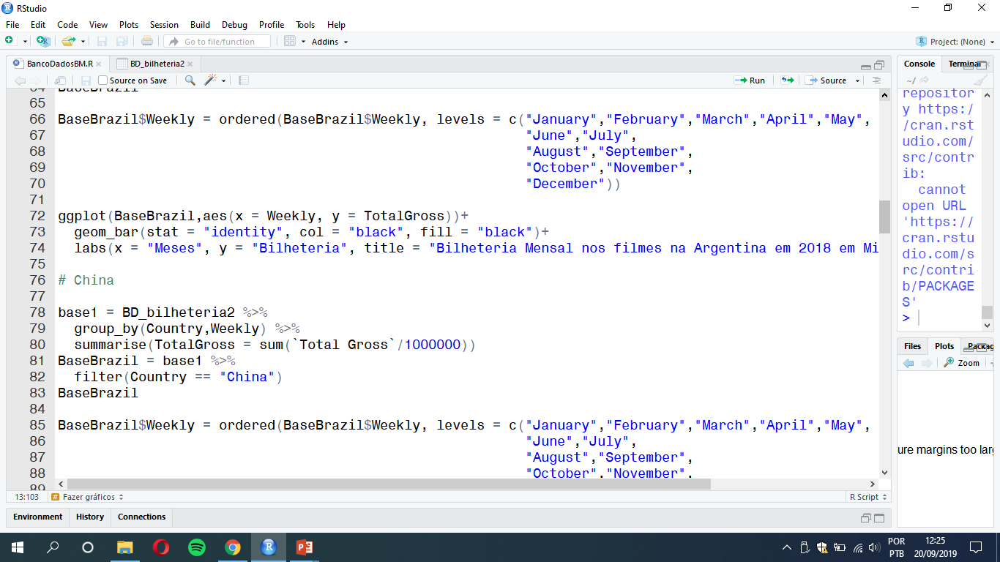 RStudio
File Edit Code View Plots Session Build Debug Profile Tools Help
Go to file/function Addins Project: (None)
BancoDadosBM.R BD_bilheteria2
Source on Save Run Source
64 BaseBrazil
65
66 BaseBrazil$Weekly = ordered(BaseBrazil$Weekly, levels = c("January","February","March","April","May",
67 "June","July",
68 "August","September",
69 "October","November",
70 "December"))
71
72 ggplot(BaseBrazil,aes(x = Weekly, y = TotalGross))+
73 geom_bar(stat = "identity", col = "black", fill = "black")+
74 labs(x = "Meses", y = "Bilheteria", title = "Bilheteria Mensal nos filmes na Argentina em 2018 em Mi
75
76 # China
77
78 base1 = BD_bilheteria2 %>%
79 group_by(Country,Weekly) %>%
80 summarise(TotalGross = sum(`Total Gross`/1000000))
81 BaseBrazil = base1 %>%
82 filter(Country == "China")
83 BaseBrazil
84
85 BaseBrazil$Weekly = ordered(BaseBrazil$Weekly, levels = c("January","February","March","April","May",
86 "June","July",
87 "August","September",
88 "October","November",
89
13:103 # Fazer gráficos R Script
Environment History Connections
Console Terminal
~/
repositor
y https:/
/cran.rst
udio.com/
src/contr
ib:
cannot
open URL
'https://
cran.rstu
dio.com/s
rc/contri
b/PACKAGE
S'
>
Files Plots Packag
Zoom
ure margins too larg
POR
PTB
12:25
20/09/2019